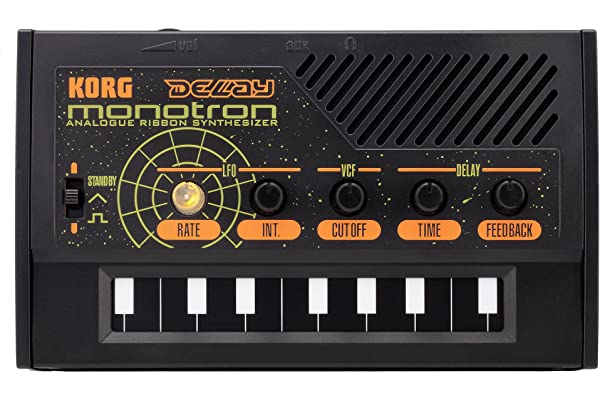 vol aux
KORG DELAY
monotron
ANALOGUE RIBBON SYNTHESIZER
STANDBY
LFO VCF DELAY
RATE INT. CUTOFF TIME FEEDBACK